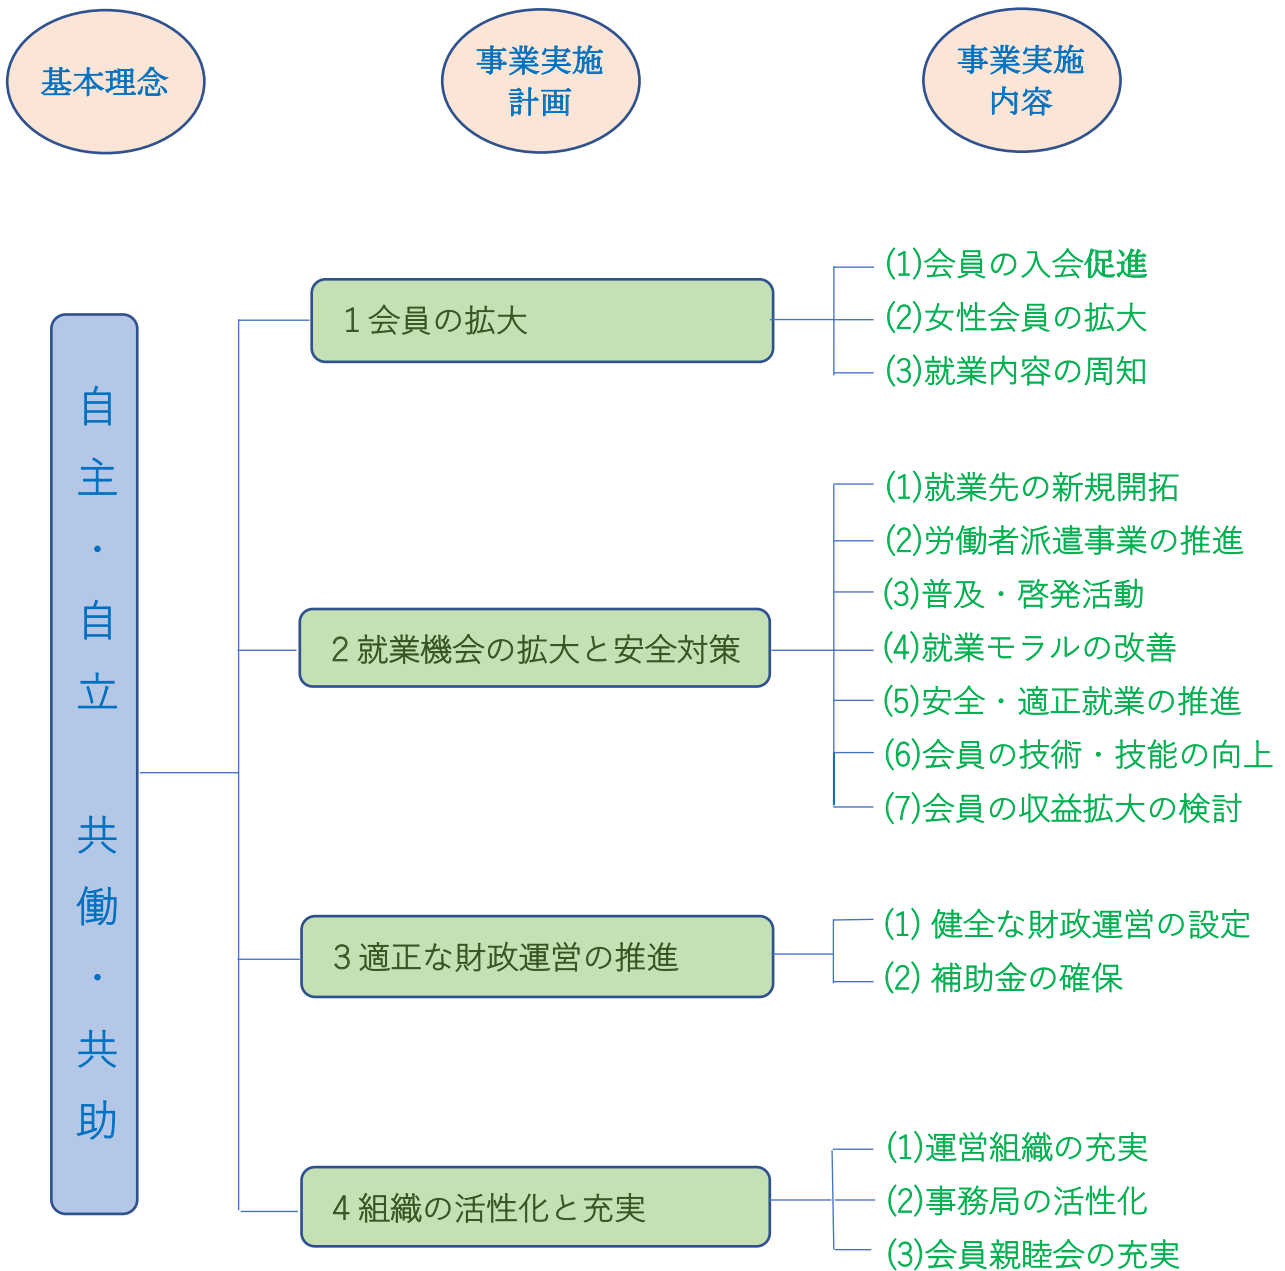 基本理念
事業実施
計画
事業実施
内容
自主・自立　共働・共助
1会員の拡大
(1)会員の入会促進
(2)女性会員の拡大
(3)就業内容の周知
2就業機会の拡大と安全対策
(1)就業先の新規開拓
(2)労働者派遣事業の推進
(3)普及・啓発活動
(4)就業モラルの改善
(5)安全・適正就業の推進
(6)会員の技術・技能の向上
(7)会員の収益拡大の検討
3適正な財政運営の推進
(1) 健全な財政運営の設定
(2) 補助金の確保
4組織の活性化と充実
(1)運営組織の充実
(2)事務局の活性化
(3)会員親睦会の充実